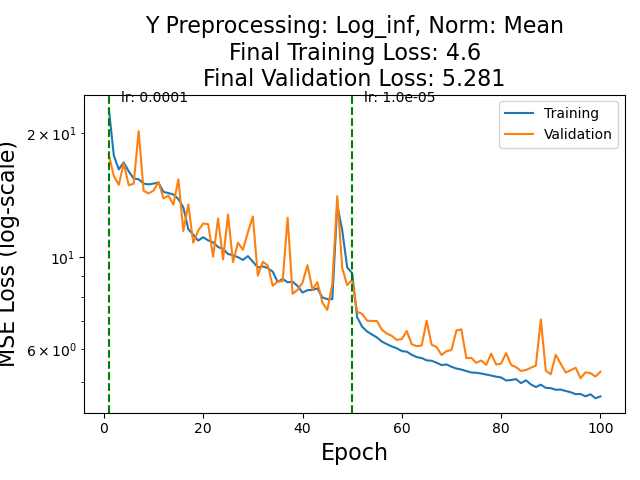 Y Preprocessing: Log_inf, Norm: Mean
Final Training Loss: 4.6
Final Validation Loss: 5.281
lr: 0.0001
lr: 1.0e-05
Training
Validation
MSE Loss (log-scale)
2 × 10¹
10¹
6 × 10⁰
0 20 40 60 80 100
Epoch